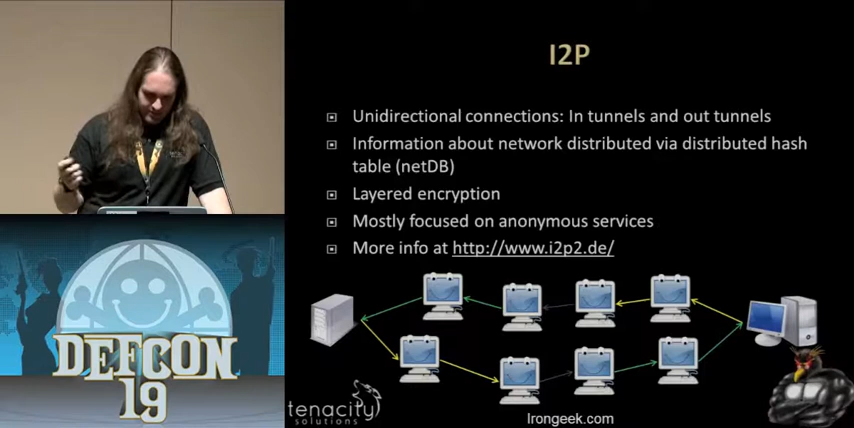 I2P
Unidirectional connections: In tunnels and out tunnels
Information about network distributed via distributed hash
table (netDB)
Layered encryption
Mostly focused on anonymous services
More info at http://www.i2p2.de/
DEFCON
19
tenacity
solutions
Irongeek.com